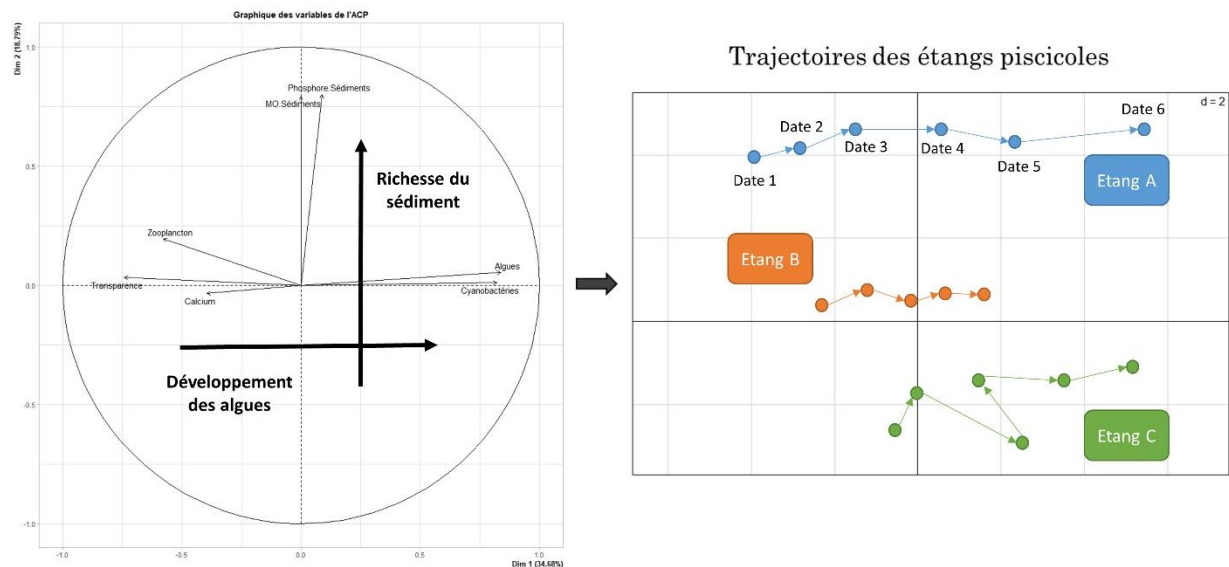 Graphique des variables de l'ACP
Dim 2 (18.79%)
1.0
0.5
0.0
-0.5
-1.0
Phosphore.Sédiments
MO.Sédiments
Richesse du
sédiment
Zooplancton
Transparence
Calcium
Algues
Cyanobactéries
Développement
des algues
-1.0
-0.5
0.0
0.5
1.0
Dim 1 (34.68%)
Trajectoires des étangs piscicoles
d = 2
Date 1
Date 2
Date 3
Date 4
Date 5
Date 6
Etang A
Etang B
Etang C